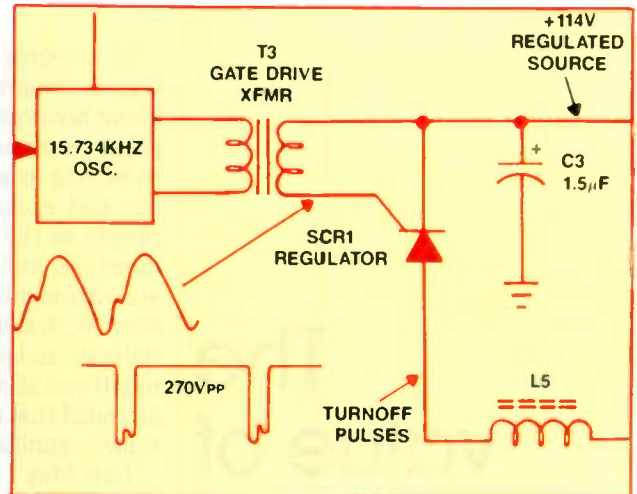 +114V
REGULATED
SOURCE
T3
GATE DRIVE
XFMR
15.734KHZ
OSC.
+
C3
1.5µF
SCR1
REGULATOR
270VPP
TURNOFF
PULSES
L5